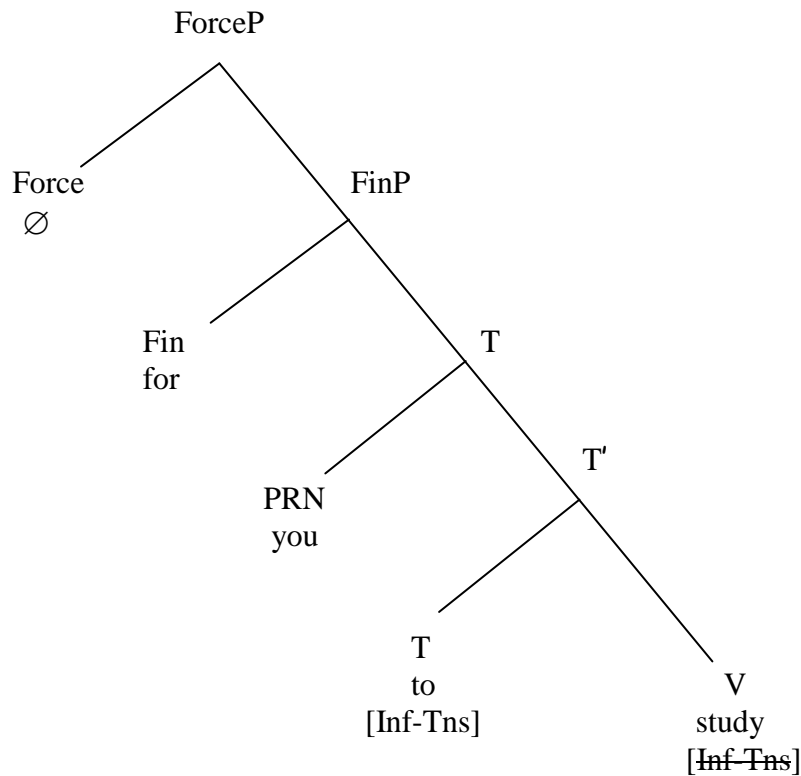 ForceP
Force
FinP
∅
Fin
for
T
T′
PRN
you
T
to
[Inf-Tns]
V
study
[Inf-Tns]